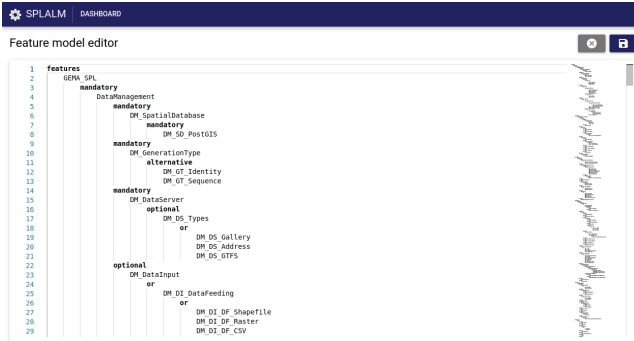 SPLALM DASHBOARD
Feature model editor
1 features
2 GEMA_SPL
3 mandatory
4 DataManagement
5 mandatory
6 DM_SpatialDatabase
7 mandatory
8 DM_SD_PostGIS
9 mandatory
10 DM_GenerationType
11 alternative
12 DM_GT_Identity
13 DM_GT_Sequence
14 mandatory
15 DM_DataServer
16 optional
17 DM_DS_Types
18 or
19 DM_DS_Gallery
20 DM_DS_Address
21 DM_DS_GTFS
22 optional
23 DM_DataInput
24 or
25 DM_DI_DataFeeding
26 or
27 DM_DI_DF_Shapefile
28 DM_DI_DF_Raster
29 DM_DI_DF_CSV